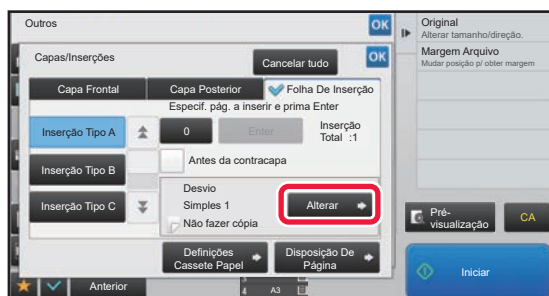 Outros
OK
Capas/Inserções
Cancelar tudo
OK
Capa Frontal
Capa Posterior
Folha De Inserção
Especif. pág. a inserir e prima Enter
Inserção Tipo A
0
Enter
Inserção
Total :1
Antes da contracapa
Inserção Tipo B
Inserção Tipo C
Desvio
Simples 1
Não fazer cópia
Alterar
Definições
Cassete Papel
Disposição De
Página
Anterior
4
A3
Original
Alterar tamanho/direção.
Margem Arquivo
Mudar posição p/ obter margem
Pré-
visualização
CA
Iniciar